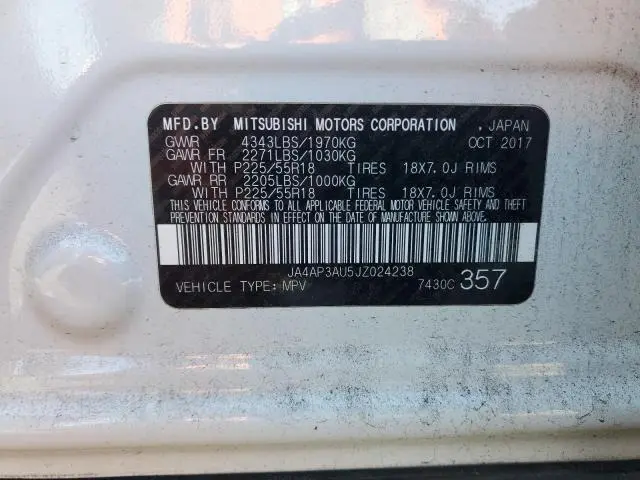 MFD.BY MITSUBISHI MOTORS CORPORATION , JAPAN
GVWR 4343LBS/1970KG OCT 2017
GAWR FR 2271LBS/1030KG
WITH P225/55R18 TIRES 18X7.0J RIMS
GAWR RR 2205LBS/1000KG
WITH P225/55R18 TIRES 18X7.0J RIMS
THIS VEHICLE CONFORMS TO ALL APPLICABLE FEDERAL MOTOR VEHICLE SAFETY AND THEFT
PREVENTION STANDARDS IN EFFECT ON THE DATE OF MANUFACTURE SHOWN ABOVE.
JA4AP3AU5JZ024238
VEHICLE TYPE: MPV 7430C 357